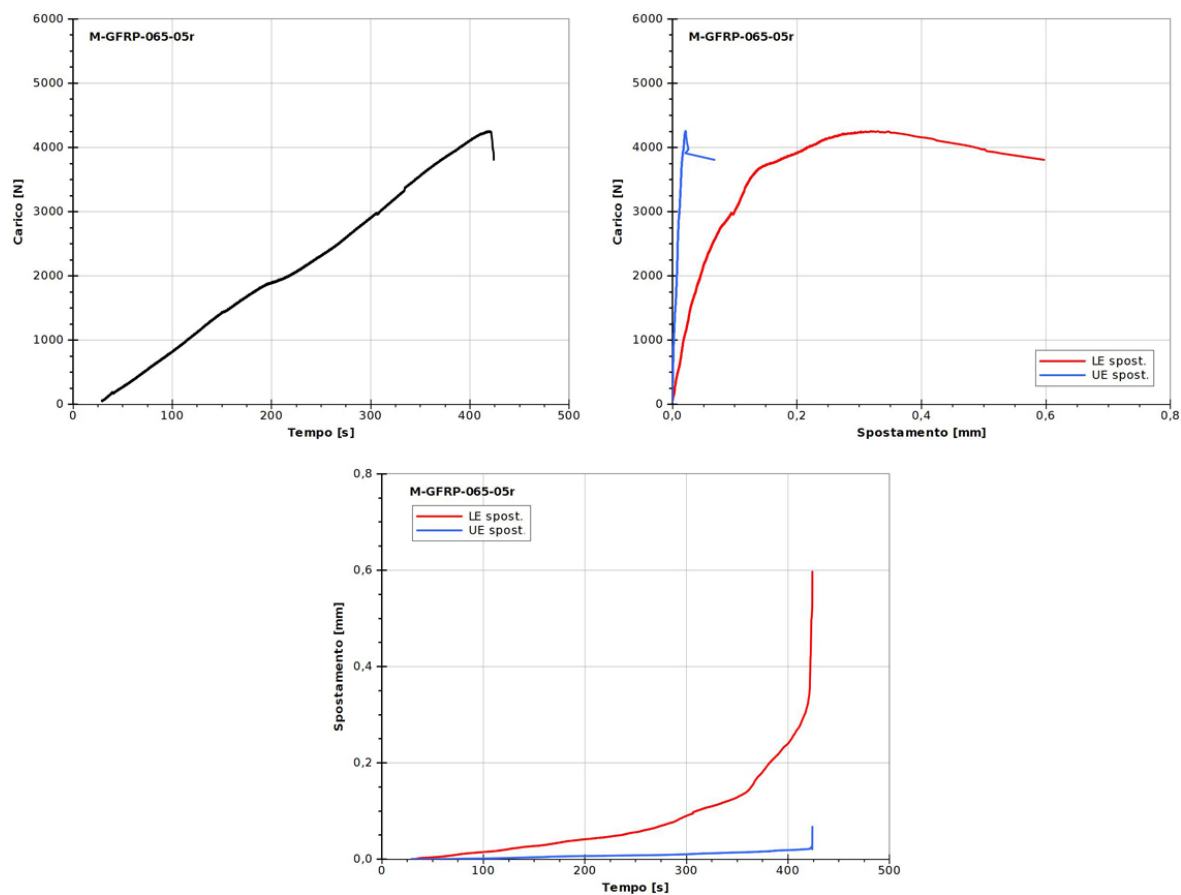 M-GFRP-065-05r
Carico [N]
6000
5000
4000
3000
2000
1000
0
0 100 200 300 400 500
Tempo [s]
M-GFRP-065-05r
Carico [N]
6000
5000
4000
3000
2000
1000
0
LE spost.
UE spost.
0,0 0,2 0,4 0,6 0,8
Spostamento [mm]
M-GFRP-065-05r
LE spost.
UE spost.
Spostamento [mm]
0,8
0,6
0,4
0,2
0,0
0 100 200 300 400 500
Tempo [s]